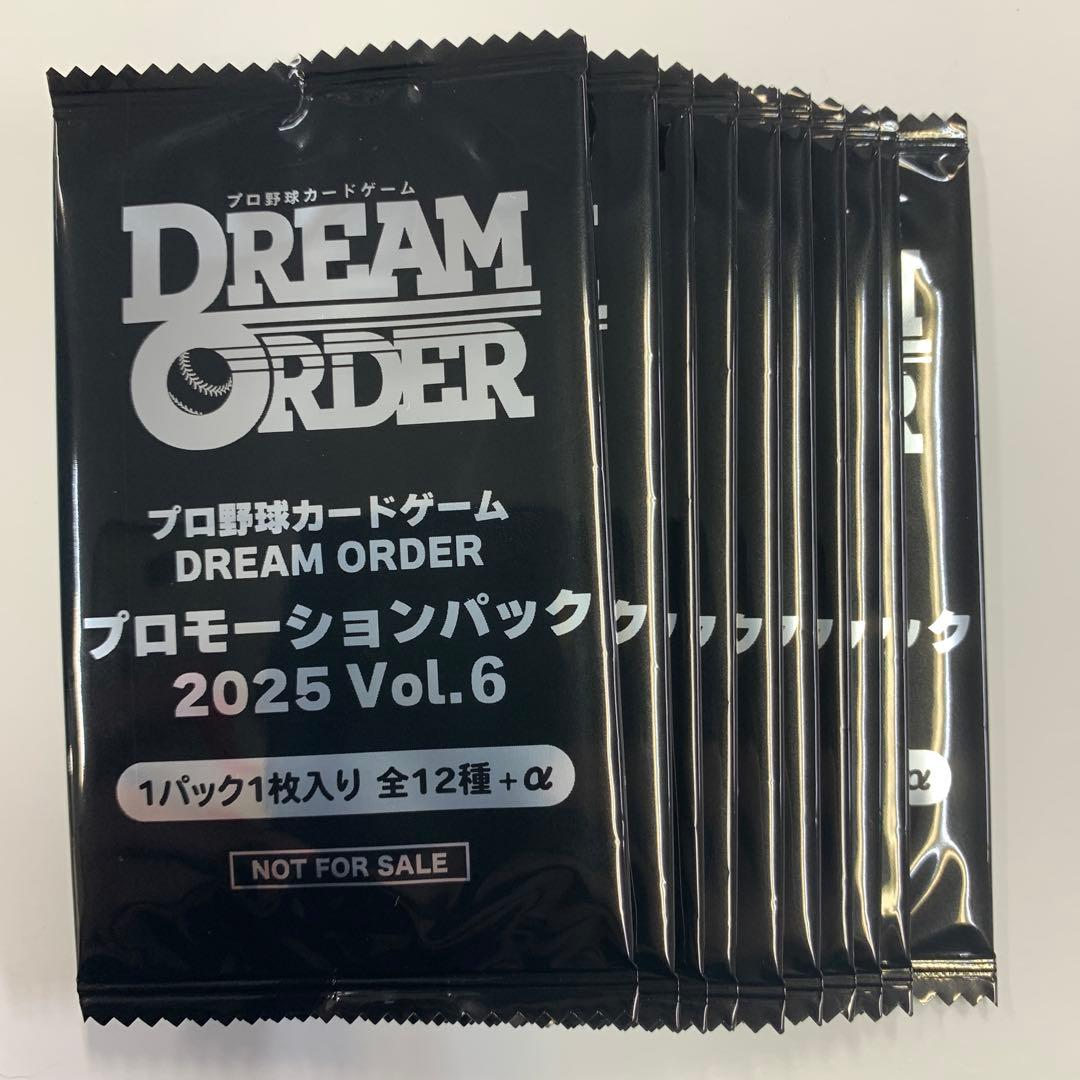 プロ野球カードゲーム
DREAM
ORDER
プロ野球カードゲーム
DREAM ORDER
プロモーションパック
2025 Vol.6
1パック1枚入り 全12種+α
NOT FOR SALE
ック
α